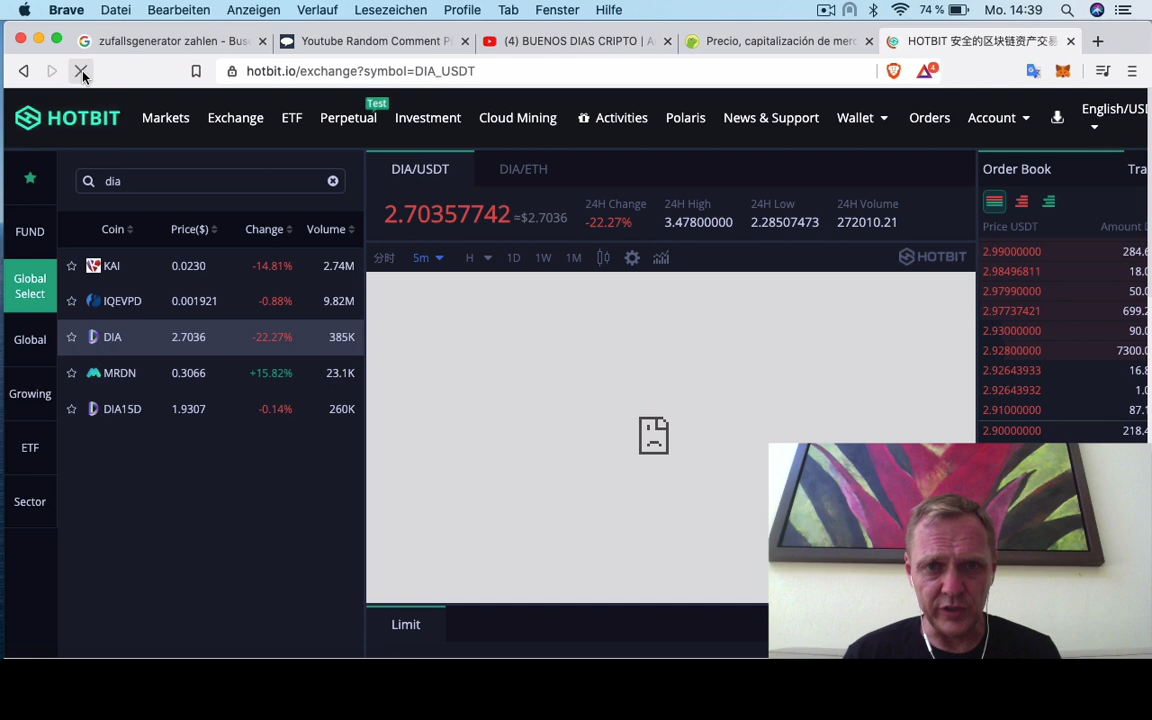 Brave Datei Bearbeiten Anzeigen Verlauf Lesezeichen Profile Tab Fenster Hilfe 74 % Mo. 14:39
zufallsgenerator zahlen - Bus Youtube Random Comment P (4) BUENOS DIAS CRIPTO | A Precio, capitalización de mer HOTBIT 安全的区块链资产交易
hotbit.io/exchange?symbol=DIA_USDT 4
HOTBIT Markets Exchange ETF Perpetual Test Investment Cloud Mining Activities Polaris News & Support Wallet Orders Account English/US
dia
FUND
Global Select
Global
Growing
ETF
Sector
Coin Price($) Change Volume
KAI 0.0230 -14.81% 2.74M
IQEVPD 0.001921 -0.88% 9.82M
DIA 2.7036 -22.27% 385K
MRDN 0.3066 +15.82% 23.1K
DIA15D 1.9307 -0.14% 260K
DIA/USDT DIA/ETH
2.70357742 ≈$2.7036
24H Change -22.27%
24H High 3.47800000
24H Low 2.28507473
24H Volume 272010.21
分时 5m H 1D 1W 1M HOTBIT
Limit
Order Book Tra
Price USDT Amount
2.99000000 284.6
2.98496811 18.0
2.97990000 50.0
2.97737421 699.2
2.93000000 90.0
2.92800000 7300.0
2.92643933 16.8
2.92643932 1.0
2.91000000 87.1
2.90000000 218.4